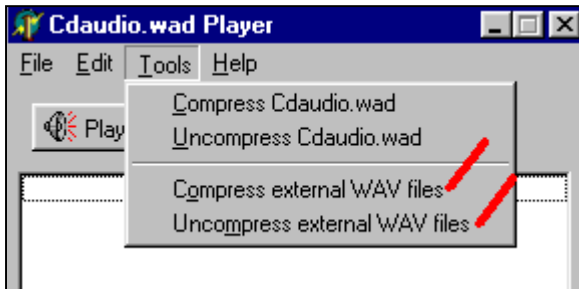 Cdaudio.wad Player
File Edit Tools Help
Play
Compress Cdaudio.wad
Uncompress Cdaudio.wad
Compress external WAV files
Uncompress external WAV files